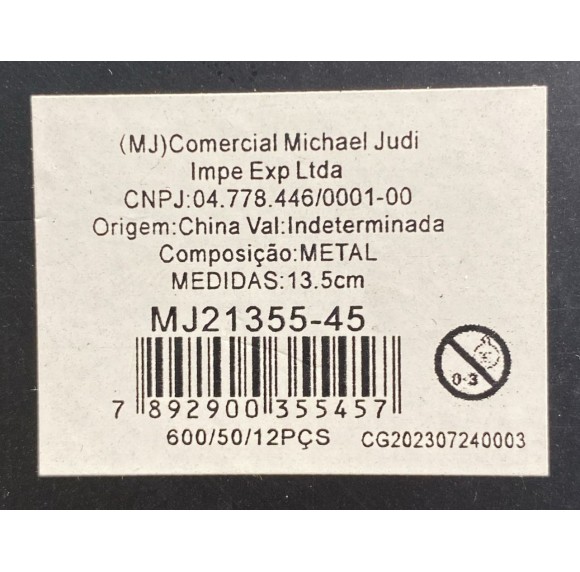 (MJ)Comercial Michael Judi
Impe Exp Ltda
CNPJ:04.778.446/0001-00
Origem:China Val:Indeterminada
Composição:METAL
MEDIDAS:13.5cm
MJ21355-45
0-3
7 892900 355457
600/50/12PÇS CG202307240003